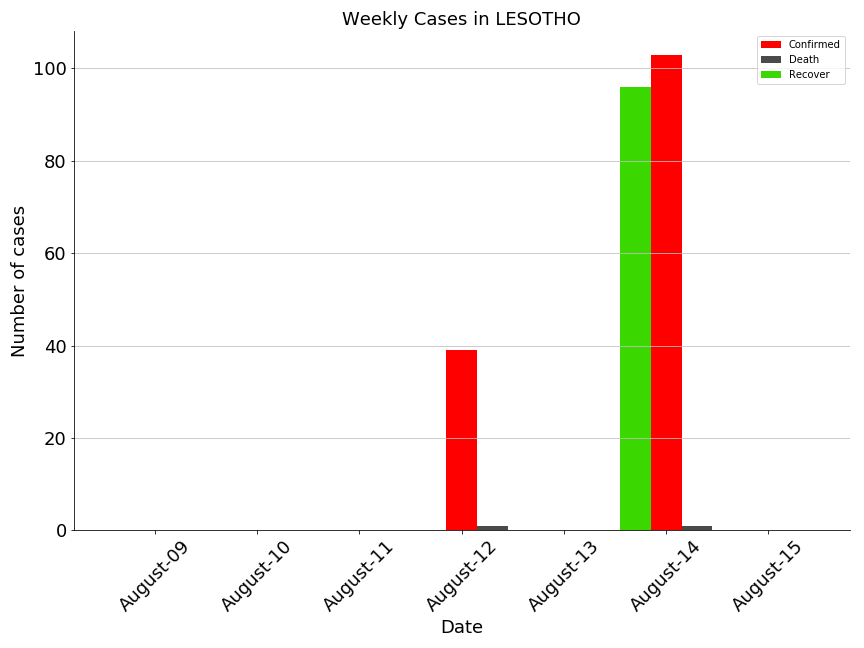 Weekly Cases in LESOTHO
Confirmed
Death
Recover
Number of cases
100
80
60
40
20
0
August-09
August-10
August-11
August-12
August-13
August-14
August-15
Date